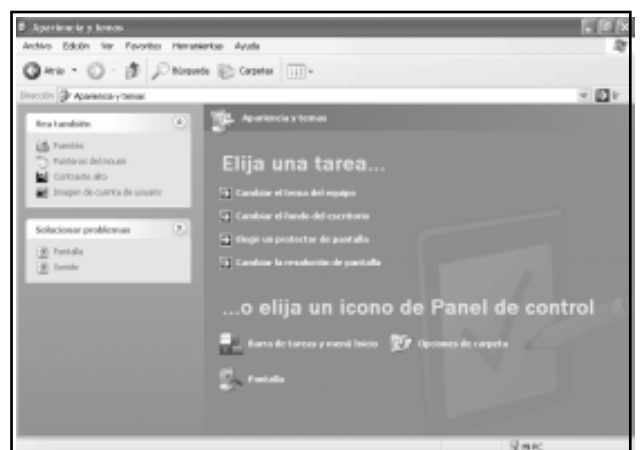 Apariencia y temas
Archivo Edición Ver Favoritos Herramientas Ayuda
Atrás Búsqueda Carpetas
Dirección Apariencia y temas Ir
Vea también
Fuentes
Punteros del mouse
Contraste alto
Imagen de cuenta de usuario
Solucionar problemas
Pantalla
Sonido
Apariencia y temas
Elija una tarea...
Cambiar el tema del equipo
Cambiar el fondo del escritorio
Elegir un protector de pantalla
Cambiar la resolución de pantalla
...o elija un icono de Panel de control
Barra de tareas y menú Inicio Opciones de carpeta
Pantalla
Mi PC